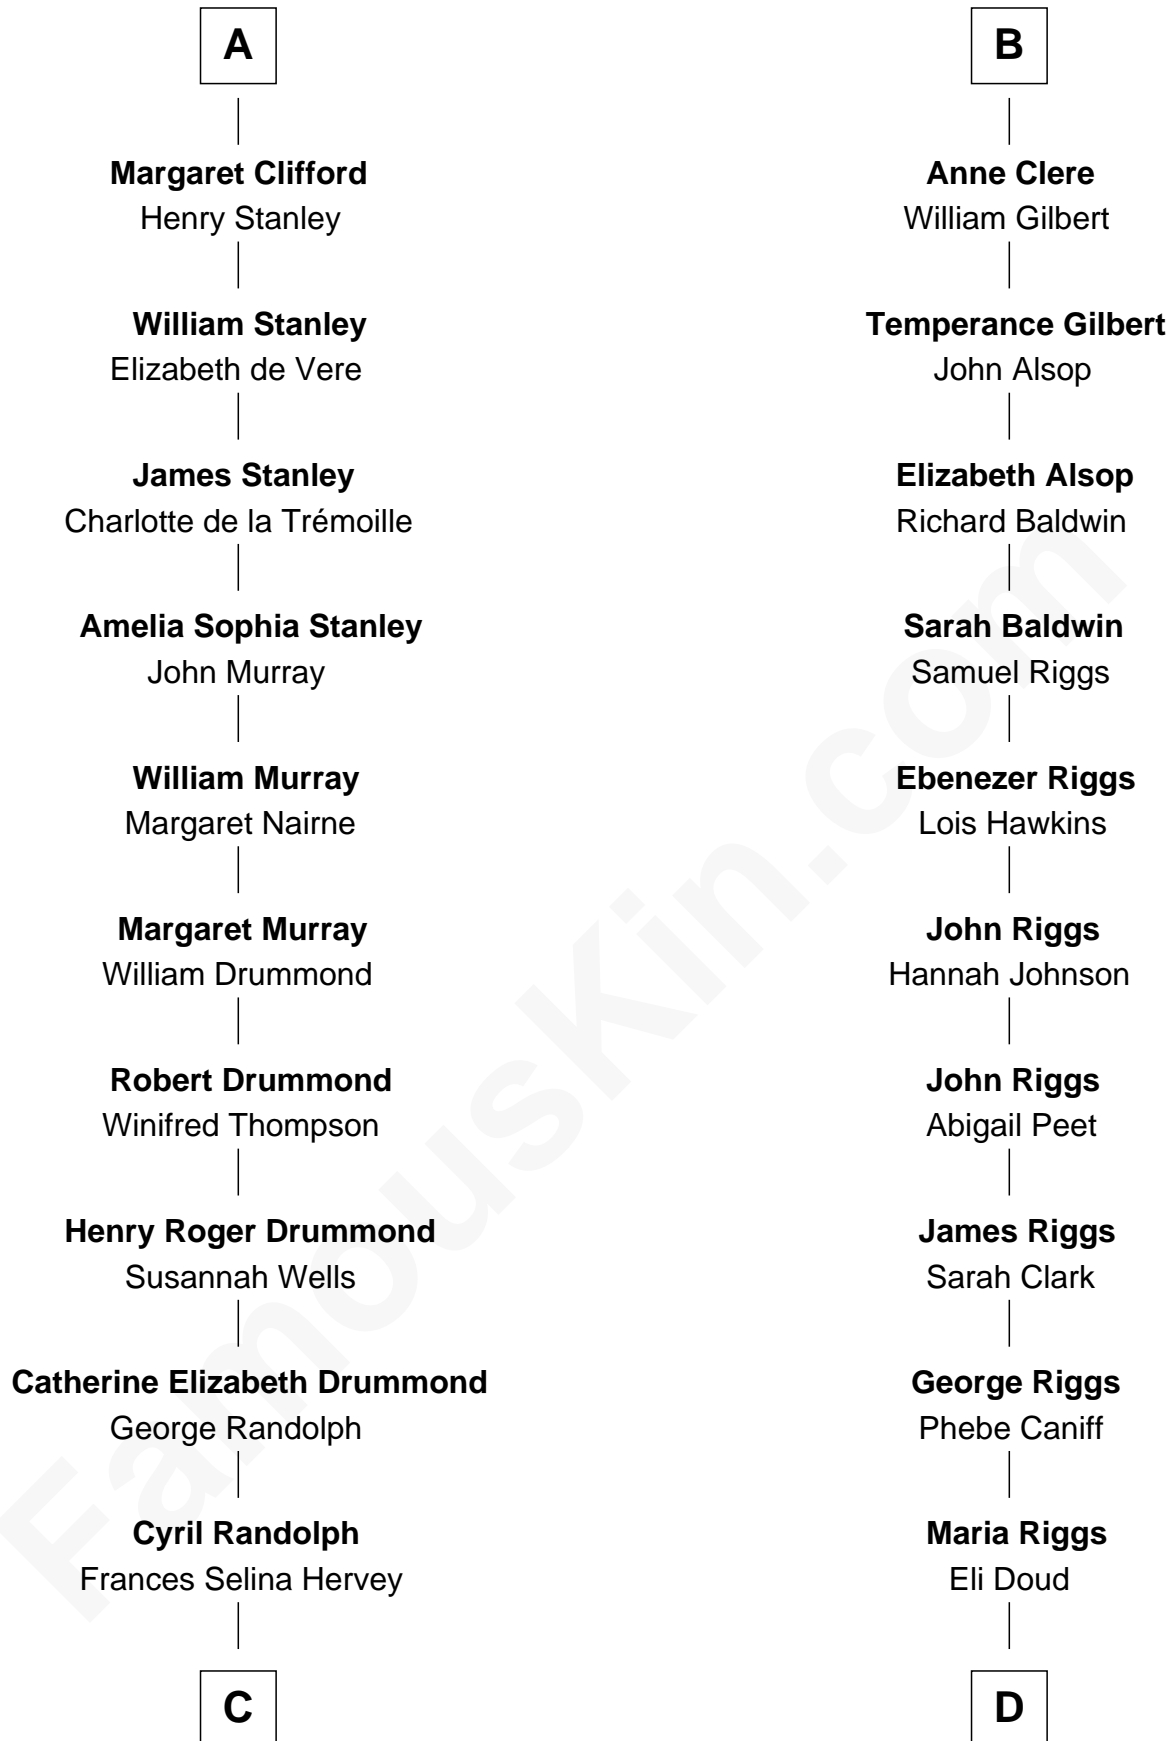 A
Margaret Clifford
Henry Stanley
William Stanley
Elizabeth de Vere
James Stanley
Charlotte de la Trémoille
Amelia Sophia Stanley
John Murray
William Murray
Margaret Nairne
Margaret Murray
William Drummond
Robert Drummond
Winifred Thompson
Henry Roger Drummond
Susannah Wells
Catherine Elizabeth Drummond
George Randolph
Cyril Randolph
Frances Selina Hervey
C
B
Anne Clere
William Gilbert
Temperance Gilbert
John Alsop
Elizabeth Alsop
Richard Baldwin
Sarah Baldwin
Samuel Riggs
Ebenezer Riggs
Lois Hawkins
John Riggs
Hannah Johnson
John Riggs
Abigail Peet
James Riggs
Sarah Clark
George Riggs
Phebe Caniff
Maria Riggs
Eli Doud
D
FamousKin.com